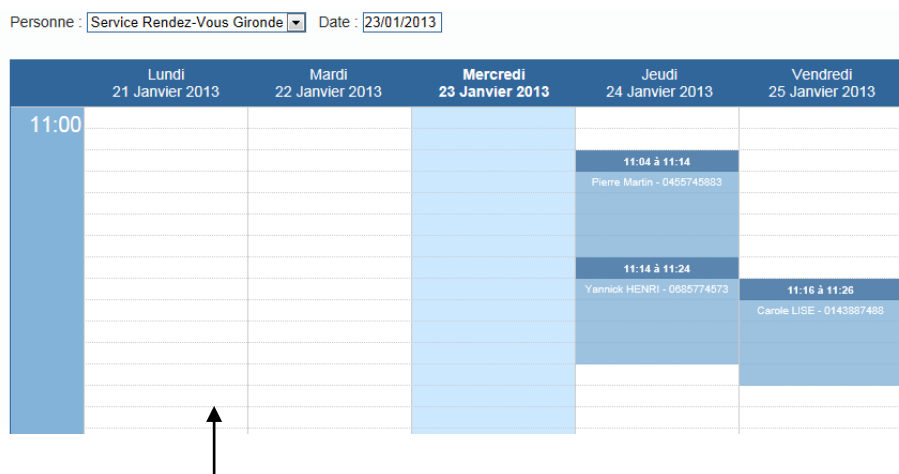 Personne : Service Rendez-Vous Gironde Date : 23/01/2013
Lundi Mardi Mercredi Jeudi Vendredi
21 Janvier 2013 22 Janvier 2013 23 Janvier 2013 24 Janvier 2013 25 Janvier 2013
11:00
11:04 à 11:14
Pierre Martin - 0455745883
11:14 à 11:24
Yannick HENRI - 0685774573
11:16 à 11:26
Carole LISE - 0143887488